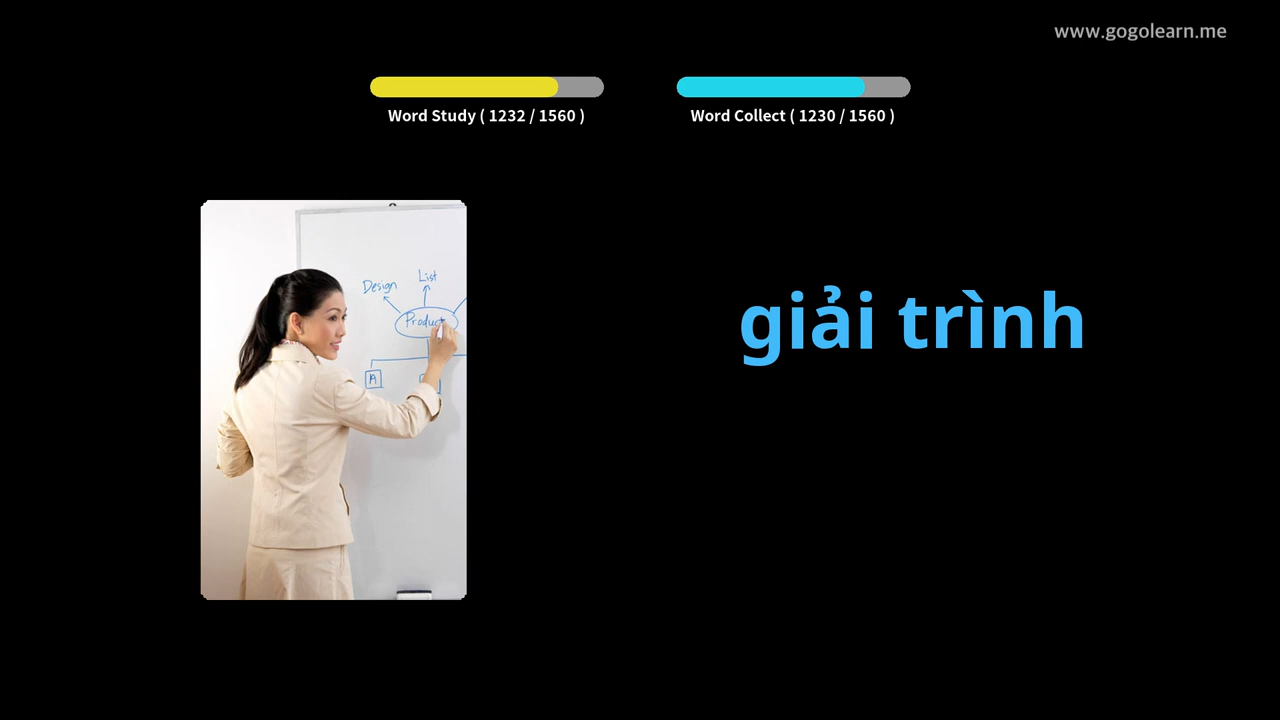 www.gogolearn.me
Word Study ( 1232 / 1560 )
Word Collect ( 1230 / 1560 )
Design
List
Product
A
giải trình